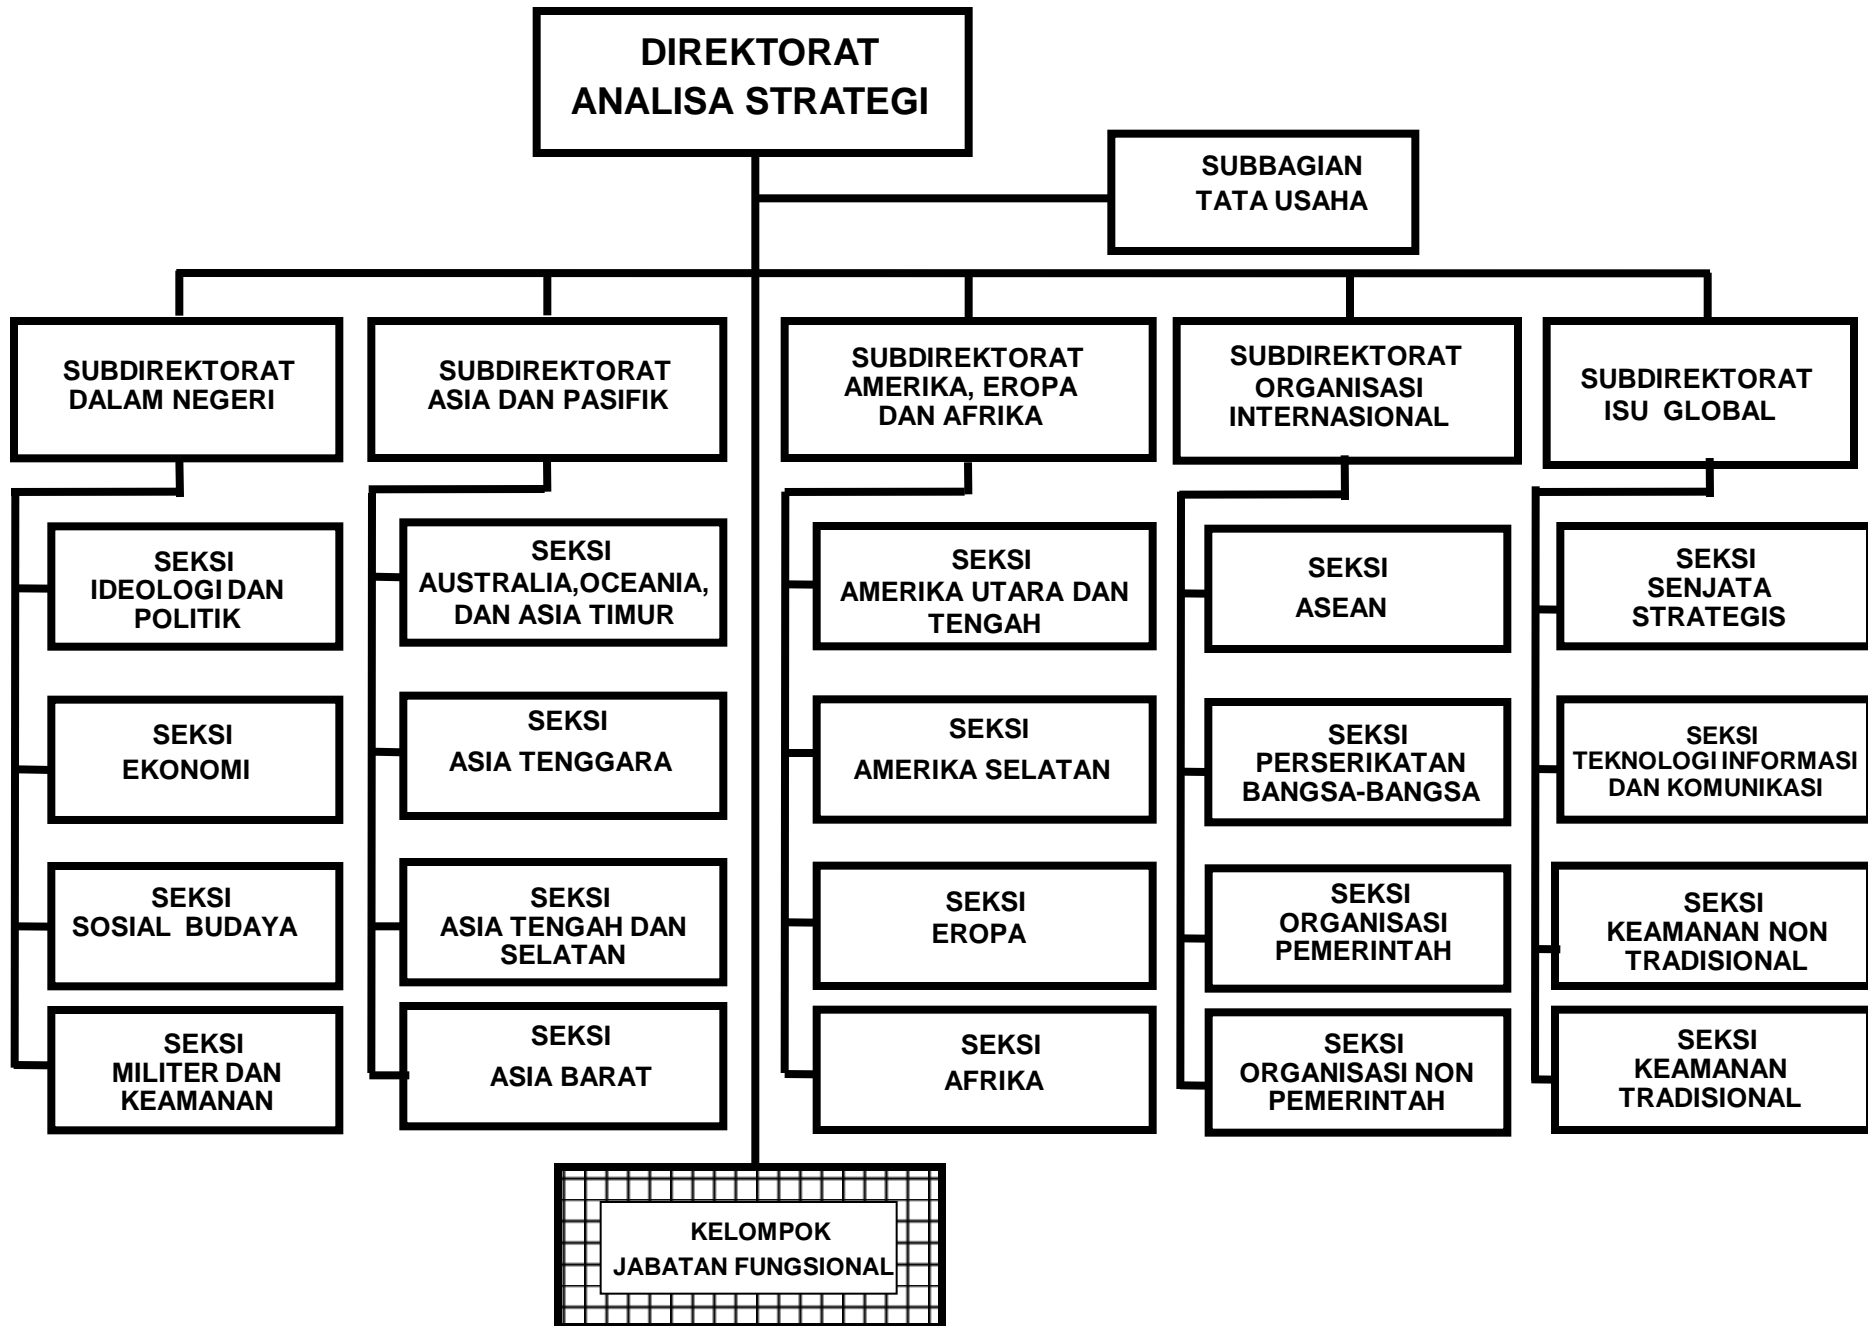 DIREKTORAT
ANALISA STRATEGI
SUBBAGIAN
TATA USAHA
SUBDIREKTORAT
DALAM NEGERI
SUBDIREKTORAT
ASIA DAN PASIFIK
SUBDIREKTORAT
AMERIKA, EROPA
DAN AFRIKA
SUBDIREKTORAT
ORGANISASI
INTERNASIONAL
SUBDIREKTORAT
ISU GLOBAL
SEKSI
IDEOLOGI DAN
POLITIK
SEKSI
AUSTRALIA,OCEANIA,
DAN ASIA TIMUR
SEKSI
AMERIKA UTARA DAN
TENGAH
SEKSI
ASEAN
SEKSI
SENJATA
STRATEGIS
SEKSI
EKONOMI
SEKSI
ASIA TENGGARA
SEKSI
AMERIKA SELATAN
SEKSI
PERSERIKATAN
BANGSA-BANGSA
SEKSI
TEKNOLOGI INFORMASI
DAN KOMUNIKASI
SEKSI
SOSIAL BUDAYA
SEKSI
ASIA TENGAH DAN
SELATAN
SEKSI
EROPA
SEKSI
ORGANISASI
PEMERINTAH
SEKSI
KEAMANAN NON
TRADISIONAL
SEKSI
MILITER DAN
KEAMANAN
SEKSI
ASIA BARAT
SEKSI
AFRIKA
SEKSI
ORGANISASI NON
PEMERINTAH
SEKSI
KEAMANAN
TRADISIONAL
KELOMPOK
JABATAN FUNGSIONAL